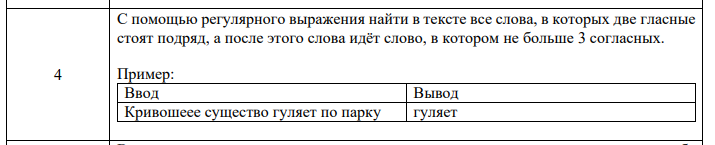 С помощью регулярного выражения найти в тексте все слова, в которых две гласные
стоят подряд, а после этого слова идёт слово, в котором не больше 3 согласных.
4
Пример:
Ввод Вывод
Кривошеее существо гуляет по парку гуляет